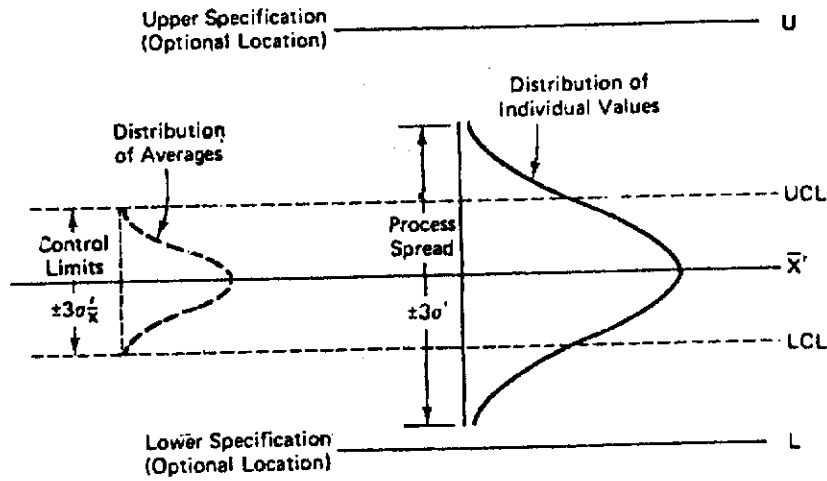 Upper Specification
(Optional Location)
U
Distribution of
Individual Values
Distribution
of Averages
UCL
Control
Limits
Process
Spread
X̄'
±3σ'x̄
±3σ'
LCL
Lower Specification
(Optional Location)
L